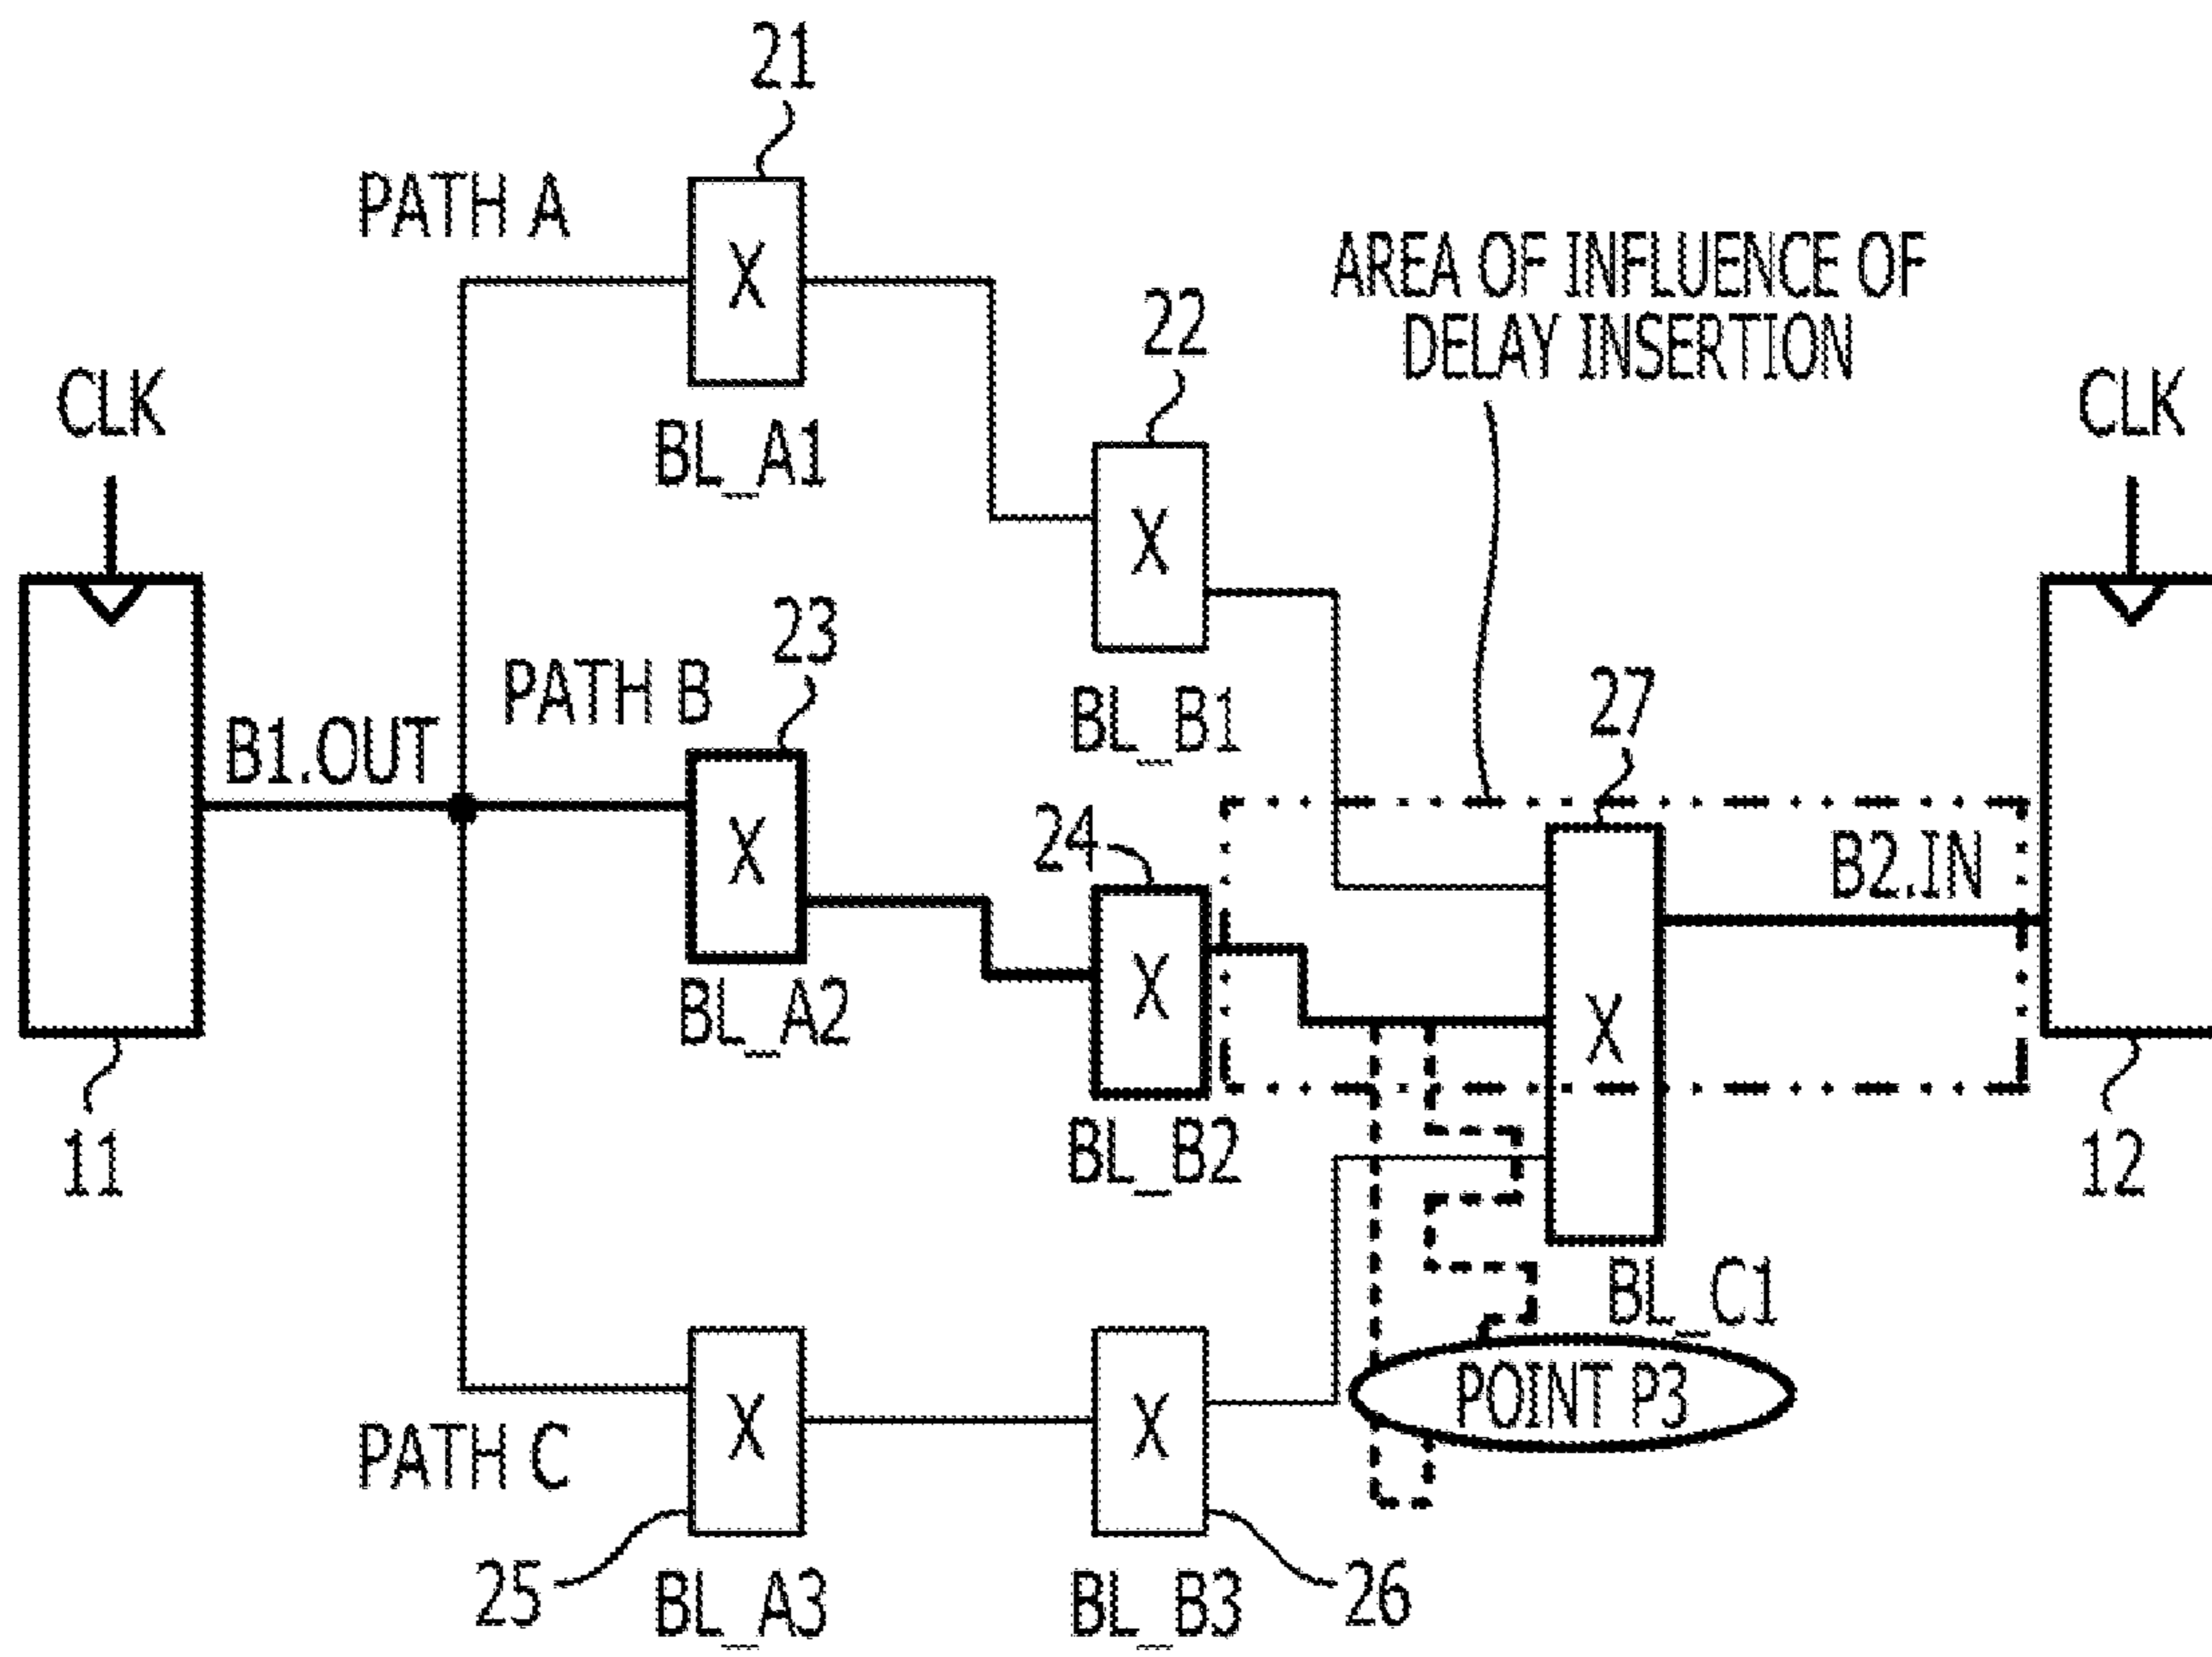 21
PATH A
X
AREA OF INFLUENCE OF
DELAY INSERTION
22
CLK
CLK
BL_A1
X
23
PATH B
27
BL_B1
B1.OUT
24
X
B2.IN
X
BL_A2
X
BL_B2
11
12
BL_C1
POINT P3
X
X
PATH C
25
BL_A3
BL_B3
26